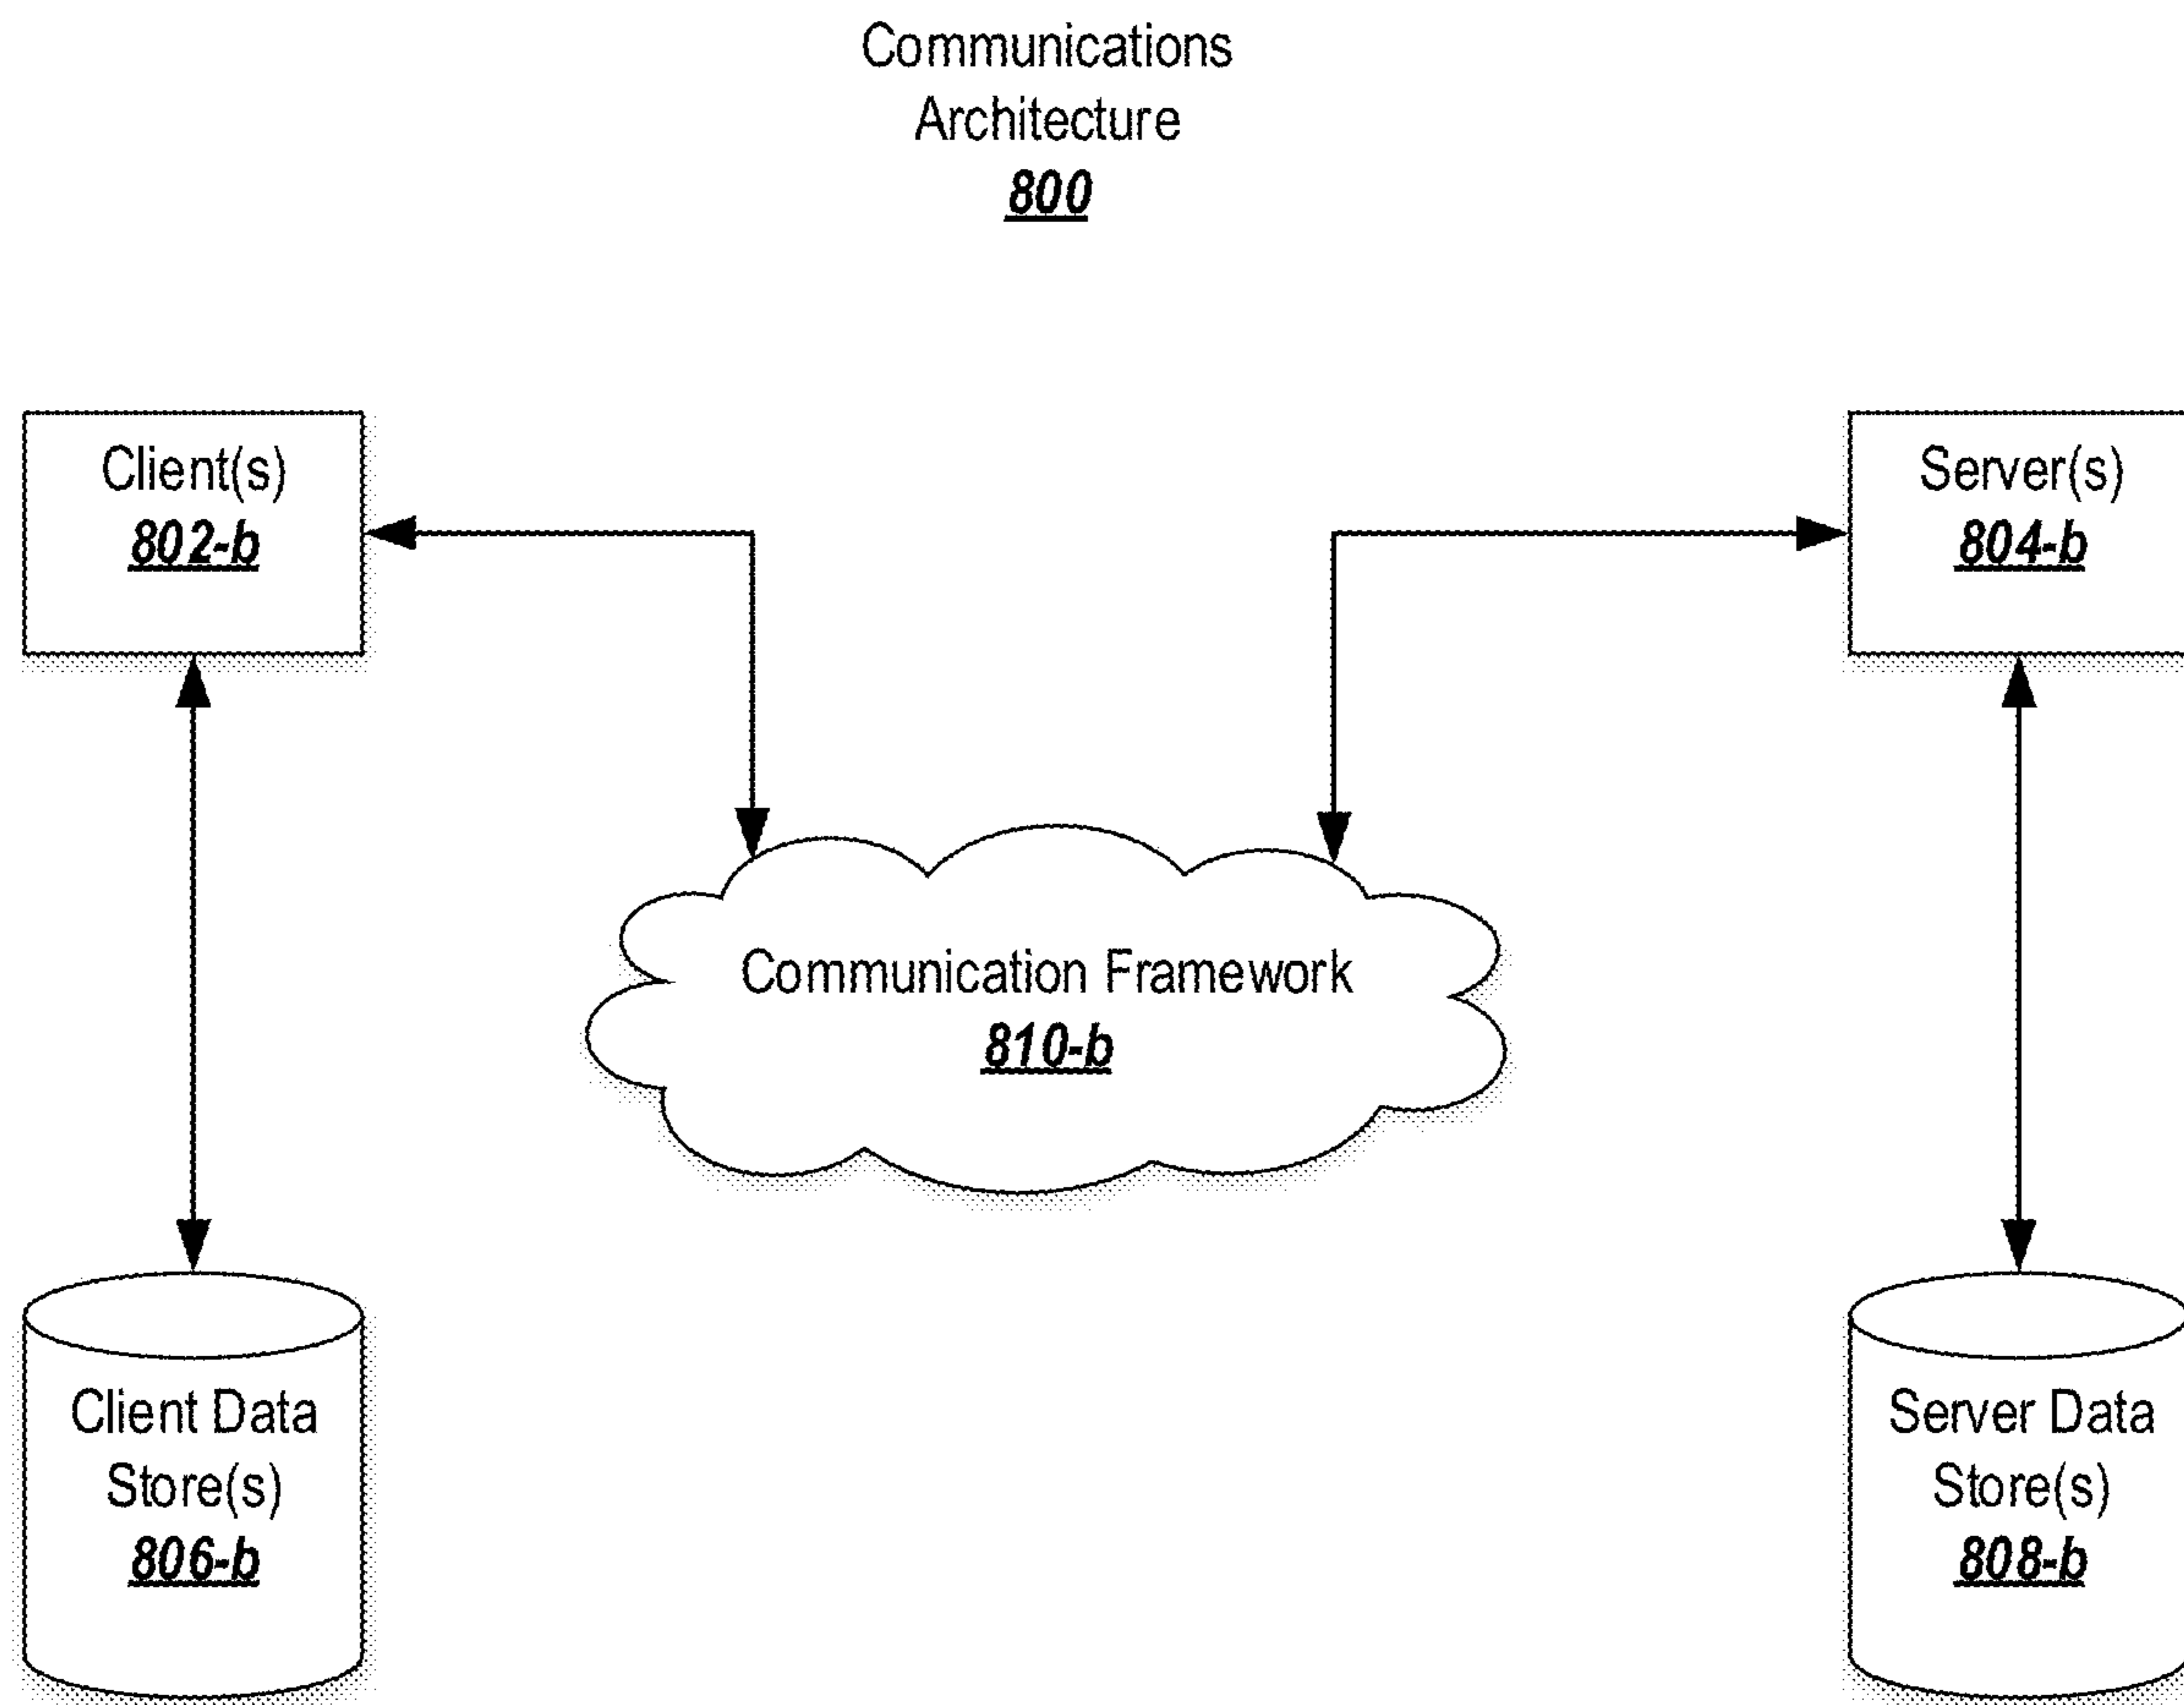 Communications
Architecture
800
Client(s)
802-b
Server(s)
804-b
Communication Framework
810-b
Client Data
Store(s)
806-b
Server Data
Store(s)
808-b